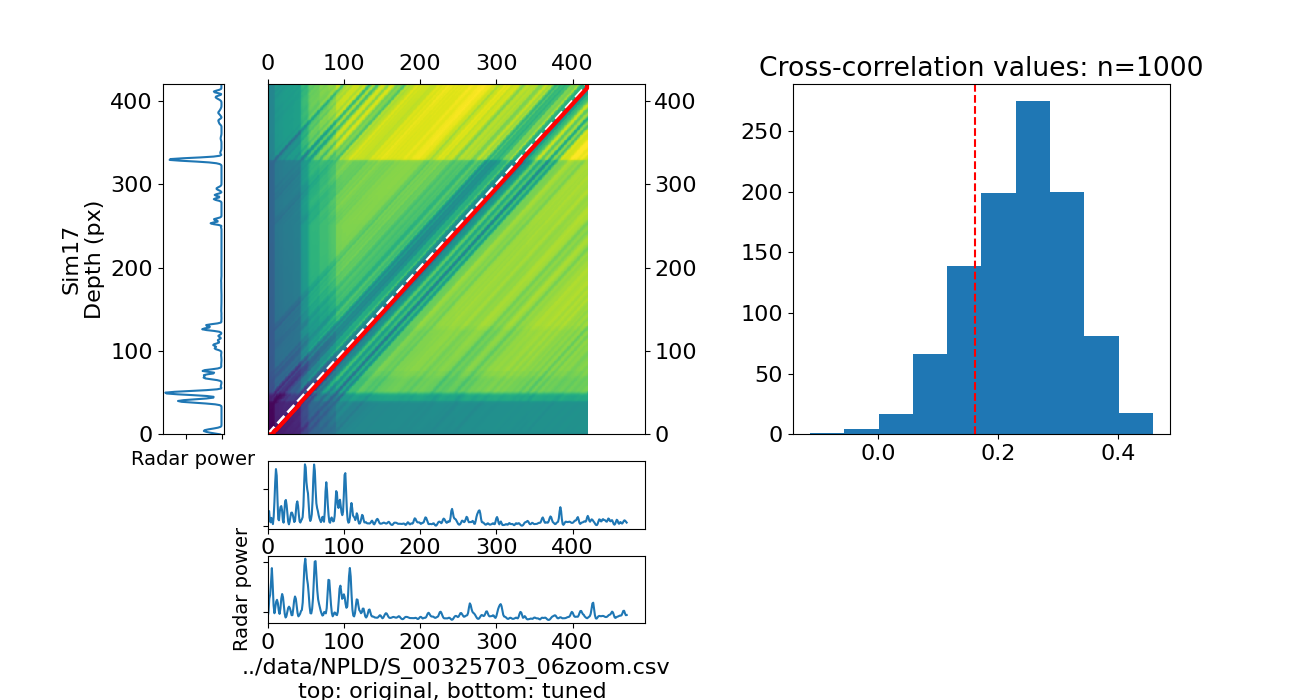 Cross-correlation values: n=1000
0 100 200 300 400
400
300
200
100
0
Sim17
Depth (px)
Radar power
400
300
200
100
0
250
200
150
100
50
0
0.0 0.2 0.4
0 100 200 300 400
Radar power
0 100 200 300 400
../data/NPLD/S_00325703_06zoom.csv
top: original, bottom: tuned